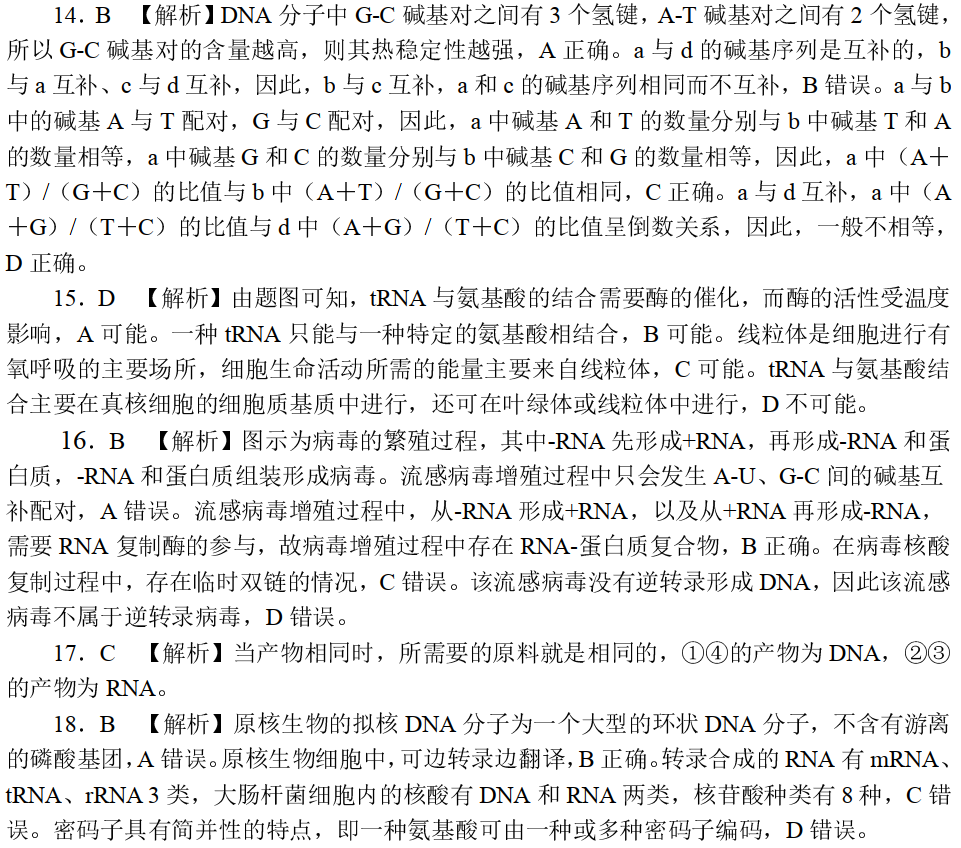 14．B 【解析】DNA 分子中 G-C 碱基对之间有 3 个氢键，A-T 碱基对之间有 2 个氢键，
所以 G-C 碱基对的含量越高，则其热稳定性越强，A 正确。a 与 d 的碱基序列是互补的，b
与 a 互补、c 与 d 互补，因此，b 与 c 互补，a 和 c 的碱基序列相同而不互补，B 错误。a 与 b
中的碱基 A 与 T 配对，G 与 C 配对，因此，a 中碱基 A 和 T 的数量分别与 b 中碱基 T 和 A
的数量相等，a 中碱基 G 和 C 的数量分别与 b 中碱基 C 和 G 的数量相等，因此，a 中（A＋
T）/（G＋C）的比值与 b 中（A＋T）/（G＋C）的比值相同，C 正确。a 与 d 互补，a 中（A
＋G）/（T＋C）的比值与 d 中（A＋G）/（T＋C）的比值呈倒数关系，因此，一般不相等，
D 正确。
15．D 【解析】由题图可知，tRNA 与氨基酸的结合需要酶的催化，而酶的活性受温度
影响，A 可能。一种 tRNA 只能与一种特定的氨基酸相结合，B 可能。线粒体是细胞进行有
氧呼吸的主要场所，细胞生命活动所需的能量主要来自线粒体，C 可能。tRNA 与氨基酸结
合主要在真核细胞的细胞质基质中进行，还可在叶绿体或线粒体中进行，D 不可能。
16．B 【解析】图示为病毒的繁殖过程，其中-RNA 先形成+RNA，再形成-RNA 和蛋
白质，-RNA 和蛋白质组装形成病毒。流感病毒增殖过程中只会发生 A-U、G-C 间的碱基互
补配对，A 错误。流感病毒增殖过程中，从-RNA 形成+RNA，以及从+RNA 再形成-RNA，
需要 RNA 复制酶的参与，故病毒增殖过程中存在 RNA-蛋白质复合物，B 正确。在病毒核酸
复制过程中，存在临时双链的情况，C 错误。该流感病毒没有逆转录形成 DNA，因此该流感
病毒不属于逆转录病毒，D 错误。
17．C 【解析】当产物相同时，所需要的原料就是相同的，①④的产物为 DNA，②③
的产物为 RNA。
18．B 【解析】原核生物的拟核 DNA 分子为一个大型的环状 DNA 分子，不含有游离
的磷酸基团，A 错误。原核生物细胞中，可边转录边翻译，B 正确。转录合成的 RNA 有 mRNA、
tRNA、rRNA 3 类，大肠杆菌细胞内的核酸有 DNA 和 RNA 两类，核苷酸种类有 8 种，C 错
误。密码子具有简并性的特点，即一种氨基酸可由一种或多种密码子编码，D 错误。